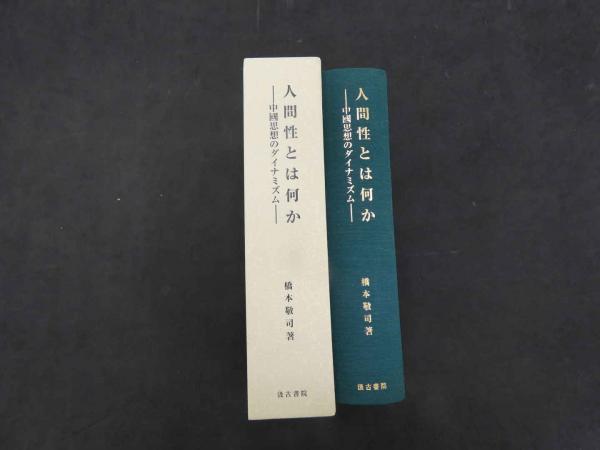 人間性とは何か
――中國思想のダイナミズム――
橋本敬司著
汲古書院
人間性とは何か
――中國思想のダイナミズム――
橋本敬司著
汲古書院